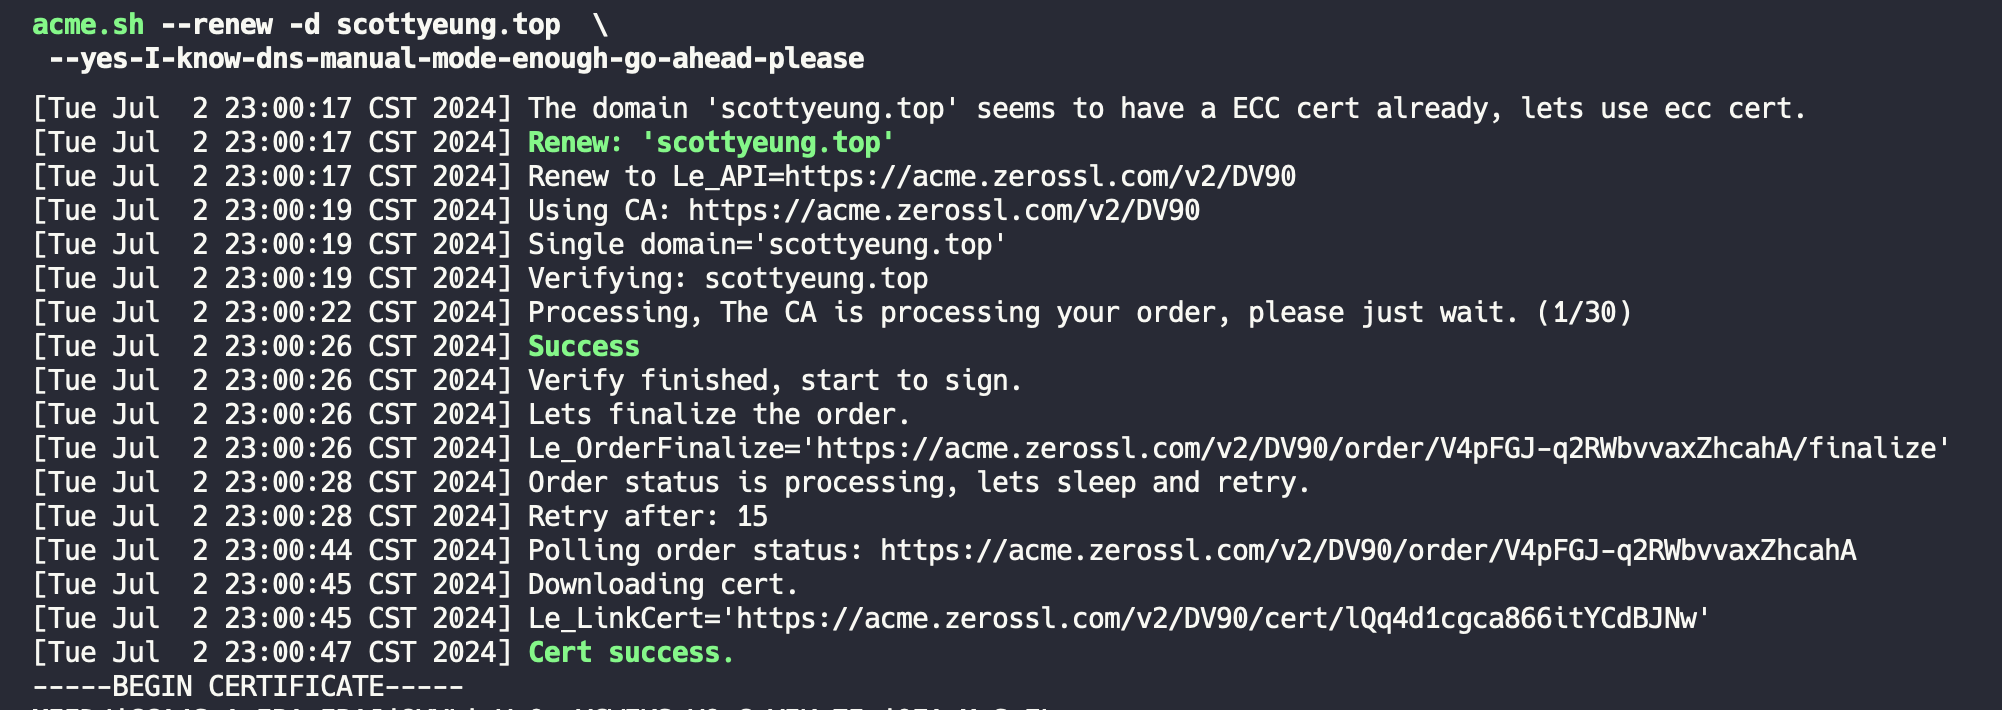 acme.sh --renew -d scottyeung.top  \
 --yes-I-know-dns-manual-mode-enough-go-ahead-please
[Tue Jul  2 23:00:17 CST 2024] The domain 'scottyeung.top' seems to have a ECC cert already, lets use ecc cert.
[Tue Jul  2 23:00:17 CST 2024] Renew: 'scottyeung.top'
[Tue Jul  2 23:00:17 CST 2024] Renew to Le_API=https://acme.zerossl.com/v2/DV90
[Tue Jul  2 23:00:19 CST 2024] Using CA: https://acme.zerossl.com/v2/DV90
[Tue Jul  2 23:00:19 CST 2024] Single domain='scottyeung.top'
[Tue Jul  2 23:00:19 CST 2024] Verifying: scottyeung.top
[Tue Jul  2 23:00:22 CST 2024] Processing, The CA is processing your order, please just wait. (1/30)
[Tue Jul  2 23:00:26 CST 2024] Success
[Tue Jul  2 23:00:26 CST 2024] Verify finished, start to sign.
[Tue Jul  2 23:00:26 CST 2024] Lets finalize the order.
[Tue Jul  2 23:00:26 CST 2024] Le_OrderFinalize='https://acme.zerossl.com/v2/DV90/order/V4pFGJ-q2RWbvvaxZhcahA/finalize'
[Tue Jul  2 23:00:28 CST 2024] Order status is processing, lets sleep and retry.
[Tue Jul  2 23:00:28 CST 2024] Retry after: 15
[Tue Jul  2 23:00:44 CST 2024] Polling order status: https://acme.zerossl.com/v2/DV90/order/V4pFGJ-q2RWbvvaxZhcahA
[Tue Jul  2 23:00:45 CST 2024] Downloading cert.
[Tue Jul  2 23:00:45 CST 2024] Le_LinkCert='https://acme.zerossl.com/v2/DV90/cert/lQq4d1cgca866itYCdBJNw'
[Tue Jul  2 23:00:47 CST 2024] Cert success.
-----BEGIN CERTIFICATE-----